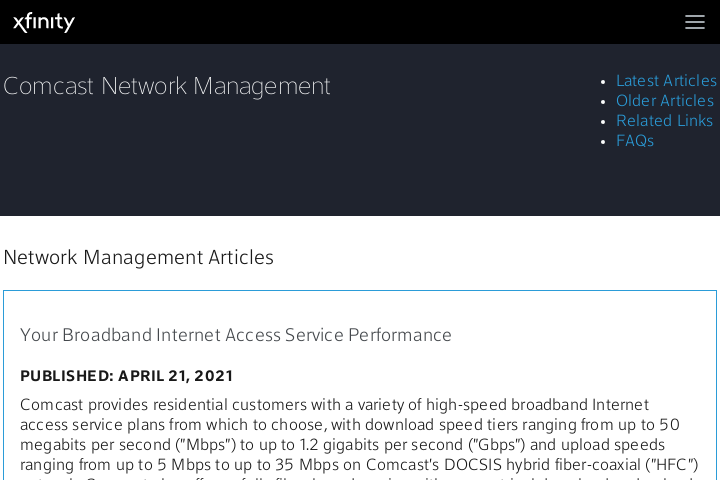 xfinity
Comcast Network Management
Latest Articles
Older Articles
Related Links
FAQs
Network Management Articles
Your Broadband Internet Access Service Performance
PUBLISHED: APRIL 21, 2021
Comcast provides residential customers with a variety of high-speed broadband Internet
access service plans from which to choose, with download speed tiers ranging from up to 50
megabits per second ("Mbps") to up to 1.2 gigabits per second ("Gbps") and upload speeds
ranging from up to 5 Mbps to up to 35 Mbps on Comcast's DOCSIS hybrid fiber-coaxial ("HFC")